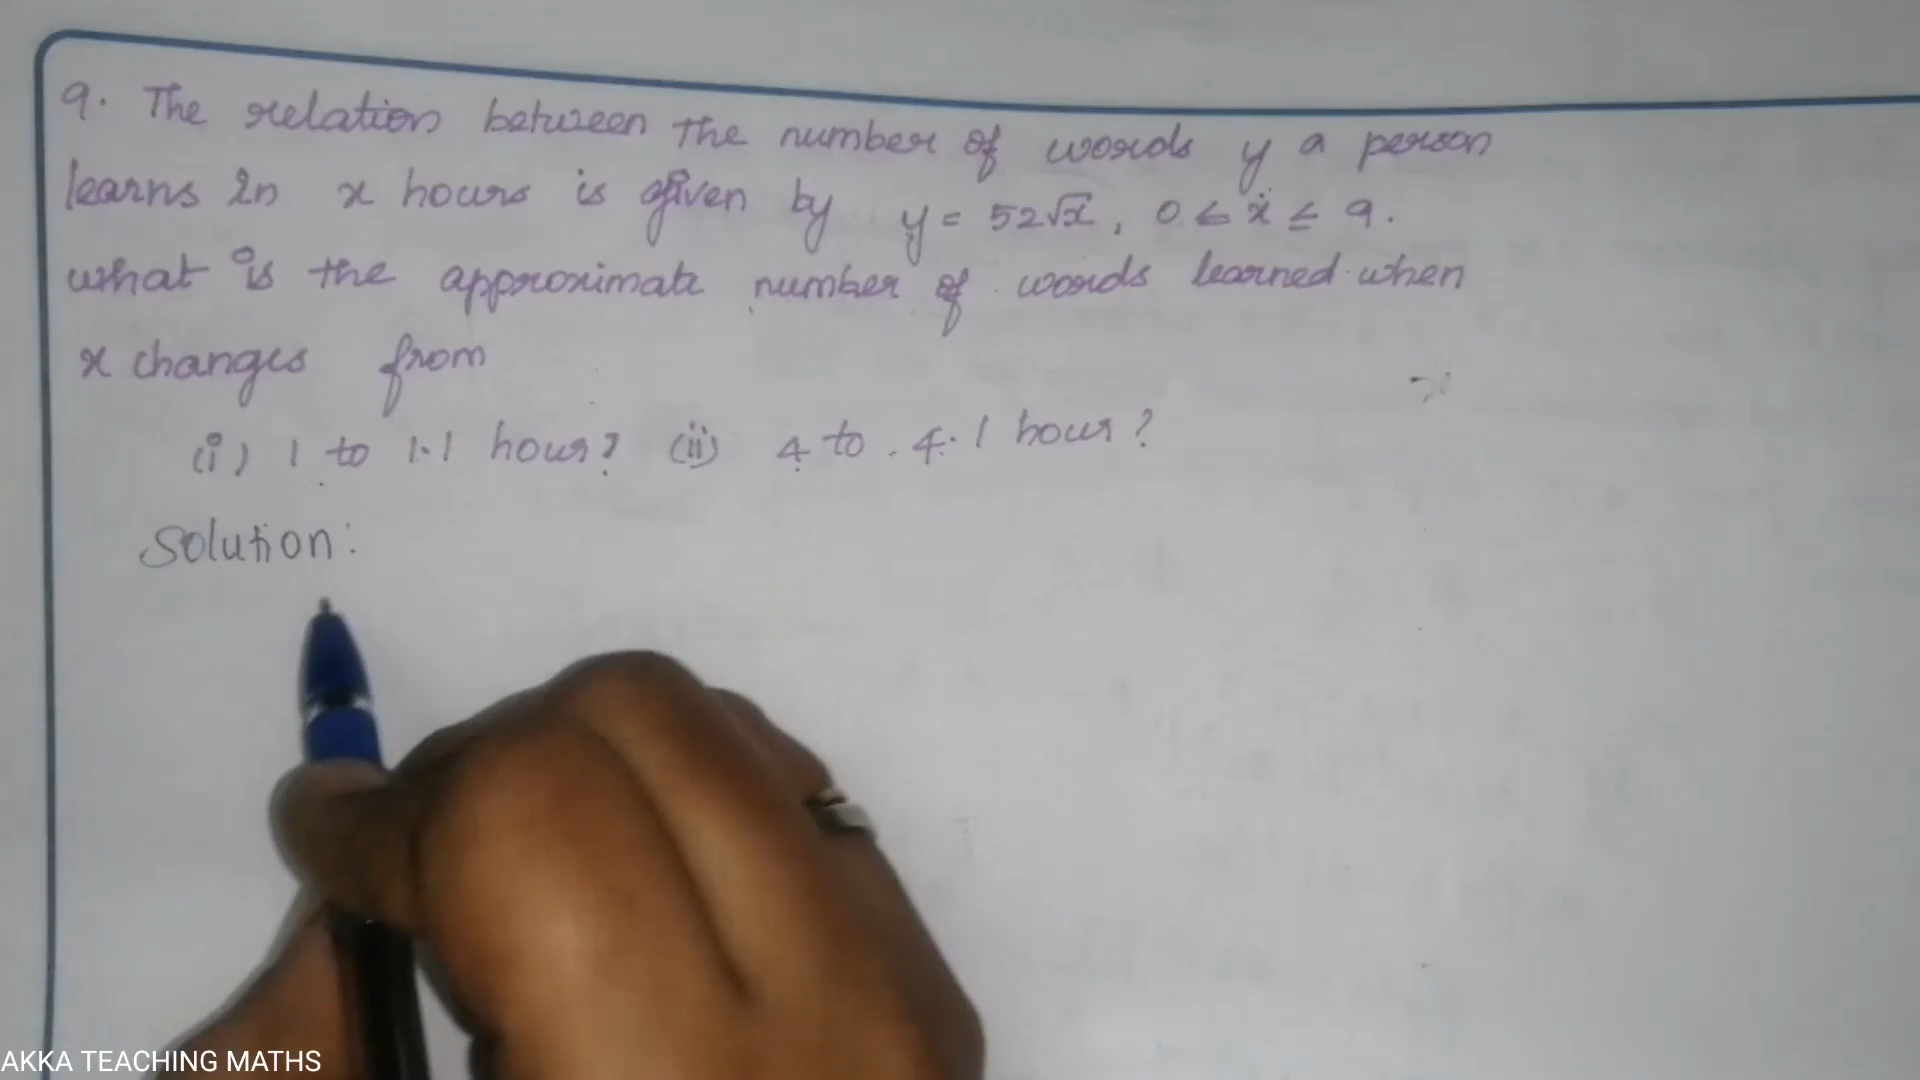 9. The relation between the number of words y a person
learns in x hours is given by y = 52√x, 0 ≤ x ≤ 9.
what is the approximate number of words learned when
x changes from
(i) 1 to 1.1 hour? (ii) 4 to 4.1 hour?
Solution:
AKKA TEACHING MATHS